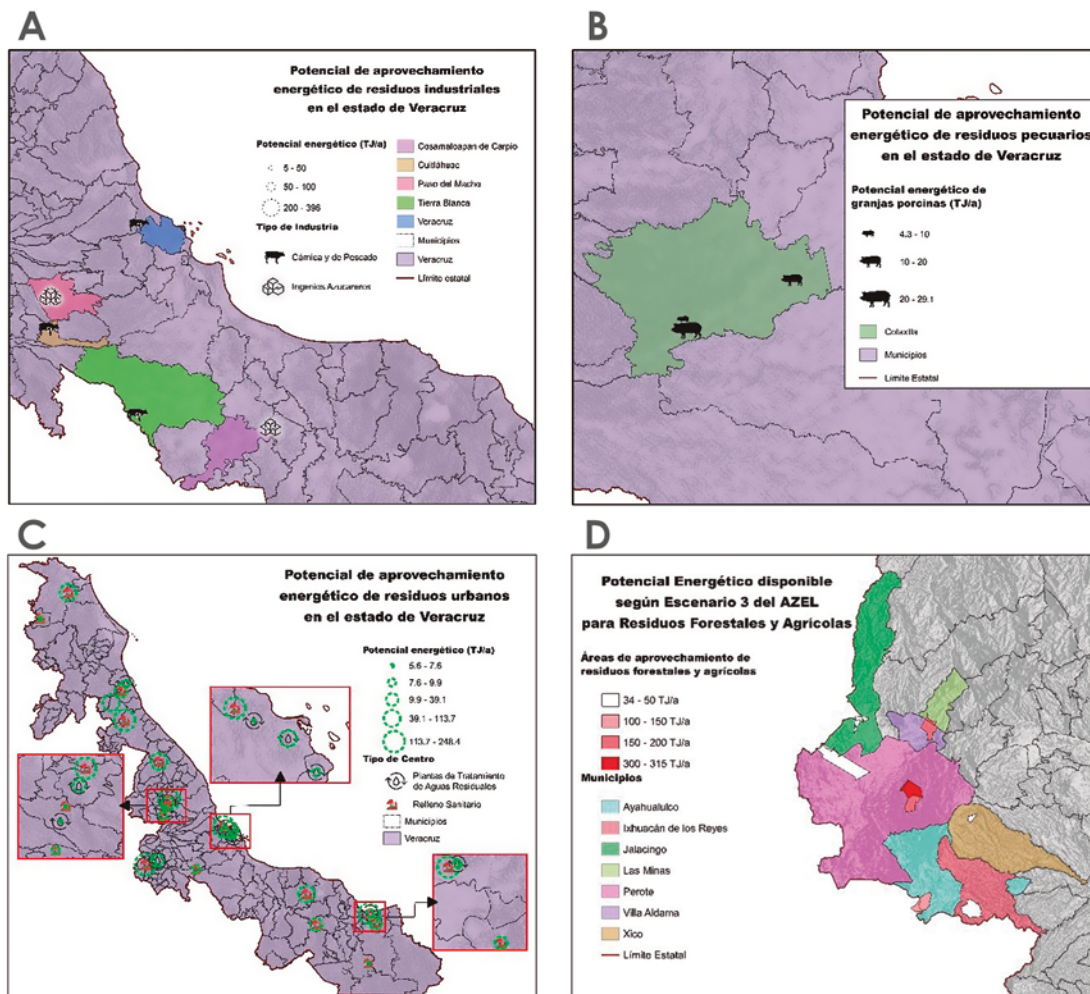 A
Potencial de aprovechamiento
energético de residuos industriales
en el estado de Veracruz
Potencial energético (TJ/a)
5 - 50
50 - 100
200 - 396
Tipo de Industria
Cárnica y de Pescado
Ingenios Azucareros
Cosamaloapan de Carpio
Cuitláhuac
Paso del Macho
Tierra Blanca
Veracruz
Municipios
Veracruz
Límite estatal
B
Potencial de aprovechamiento
energético de residuos pecuarios
en el estado de Veracruz
Potencial energético de
granjas porcinas (TJ/a)
4.3 - 10
10 - 20
20 - 29.1
Cotaxtla
Municipios
Límite Estatal
C
Potencial de aprovechamiento
energético de residuos urbanos
en el estado de Veracruz
Potencial energético (TJ/a)
5.6 - 7.6
7.6 - 9.9
9.9 - 39.1
39.1 - 113.7
113.7 - 248.4
Tipo de Centro
Plantas de Tratamiento
de Aguas Residuales
Relleno Sanitario
Municipios
Veracruz
D
Potencial Energético disponible
según Escenario 3 del AZEL
para Residuos Forestales y Agrícolas
Áreas de aprovechamiento de
residuos forestales y agrícolas
34 - 50 TJ/a
100 - 150 TJ/a
150 - 200 TJ/a
300 - 315 TJ/a
Municipios
Ayahualulco
Ixhuacán de los Reyes
Jalacingo
Las Minas
Perote
Villa Aldama
Xico
Límite Estatal